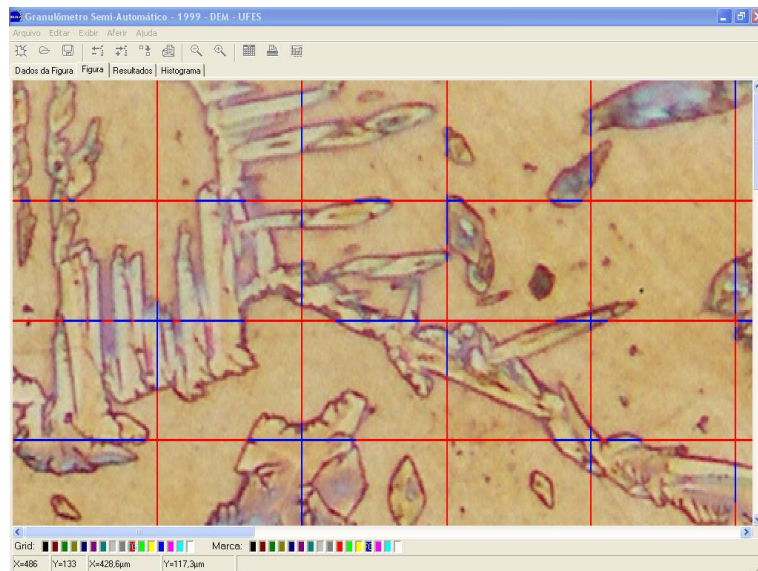 Granulômetro Semi-Automático - 1999 - DEM - UFES
Arquivo Editar Exibir Aferir Ajuda
Dados da Figura Figura Resultados Histograma
Grid: Marca:
X=486 Y=133 X=428,6µm Y=117,3µm